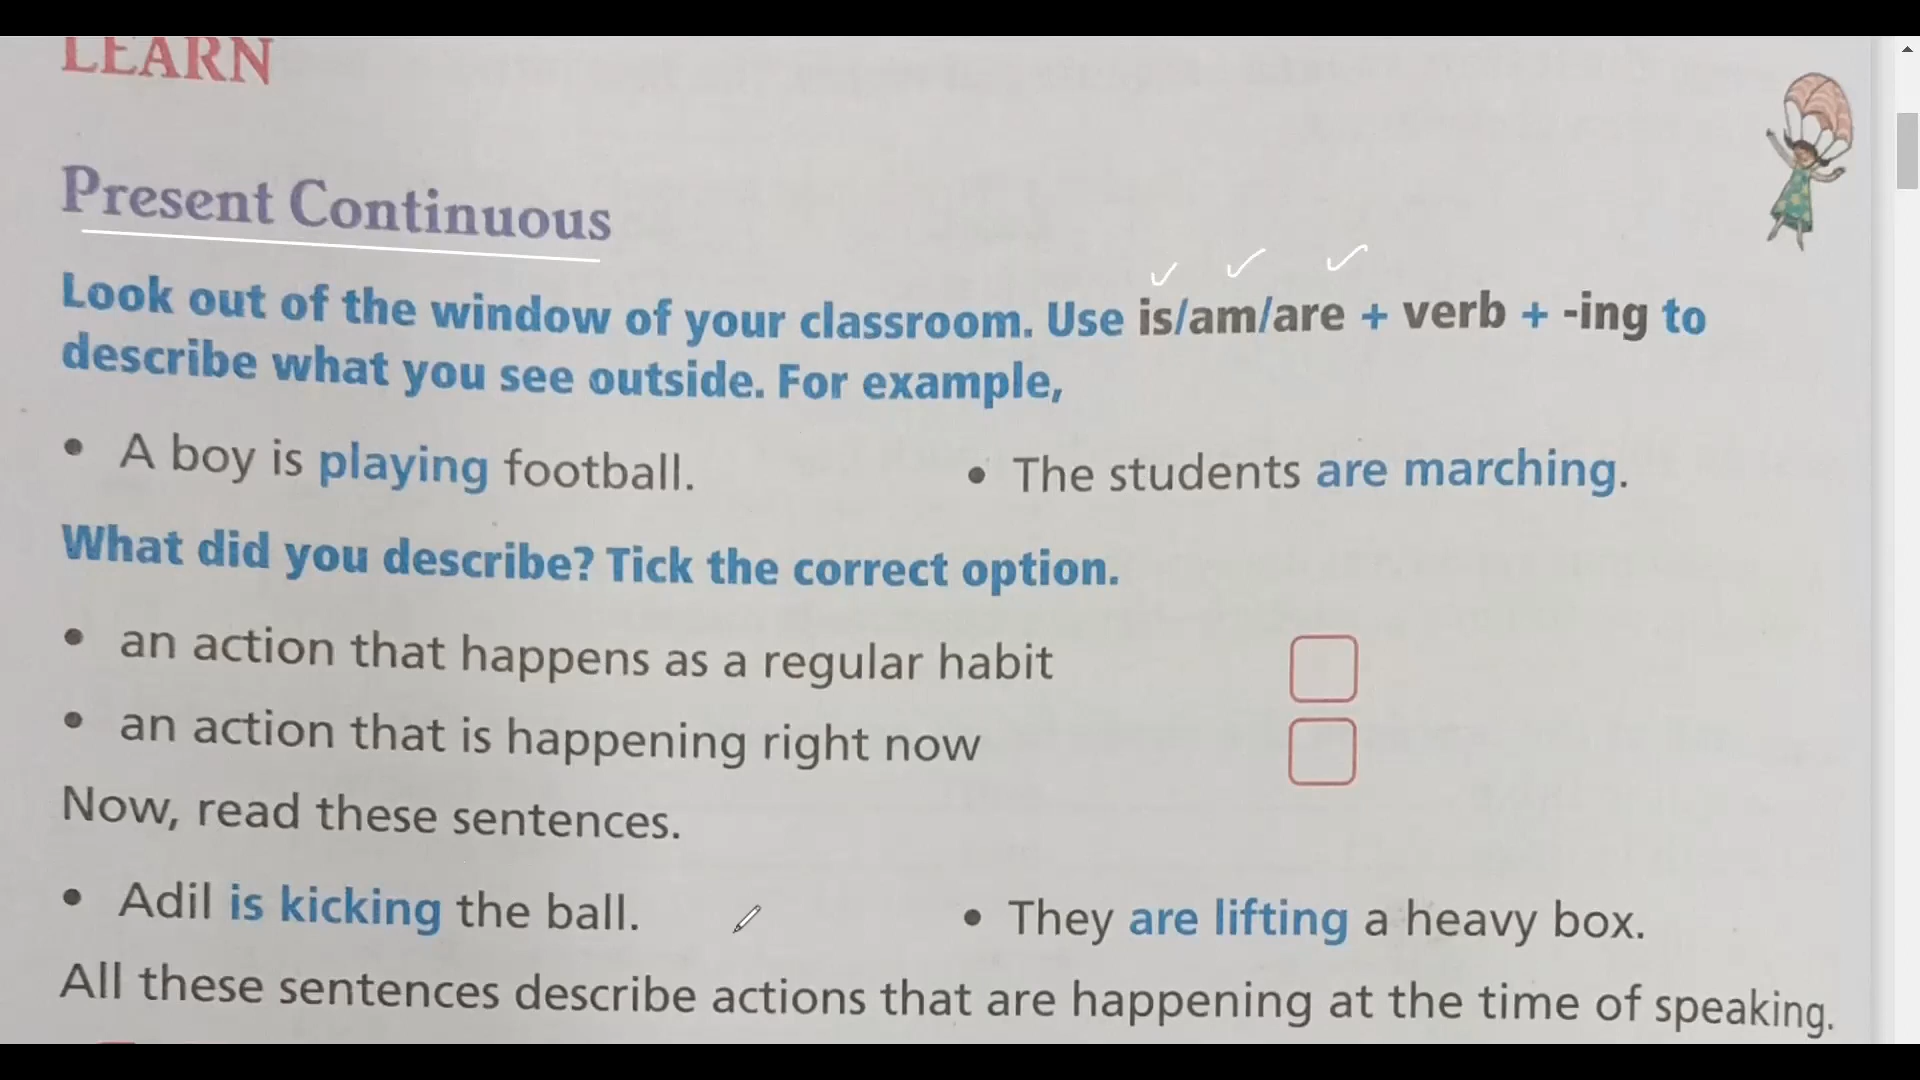 LEARN
Present Continuous
Look out of the window of your classroom. Use is/am/are + verb + -ing to
describe what you see outside. For example,
• A boy is playing football. • The students are marching.
What did you describe? Tick the correct option.
• an action that happens as a regular habit
• an action that is happening right now
Now, read these sentences.
• Adil is kicking the ball. • They are lifting a heavy box.
All these sentences describe actions that are happening at the time of speaking.